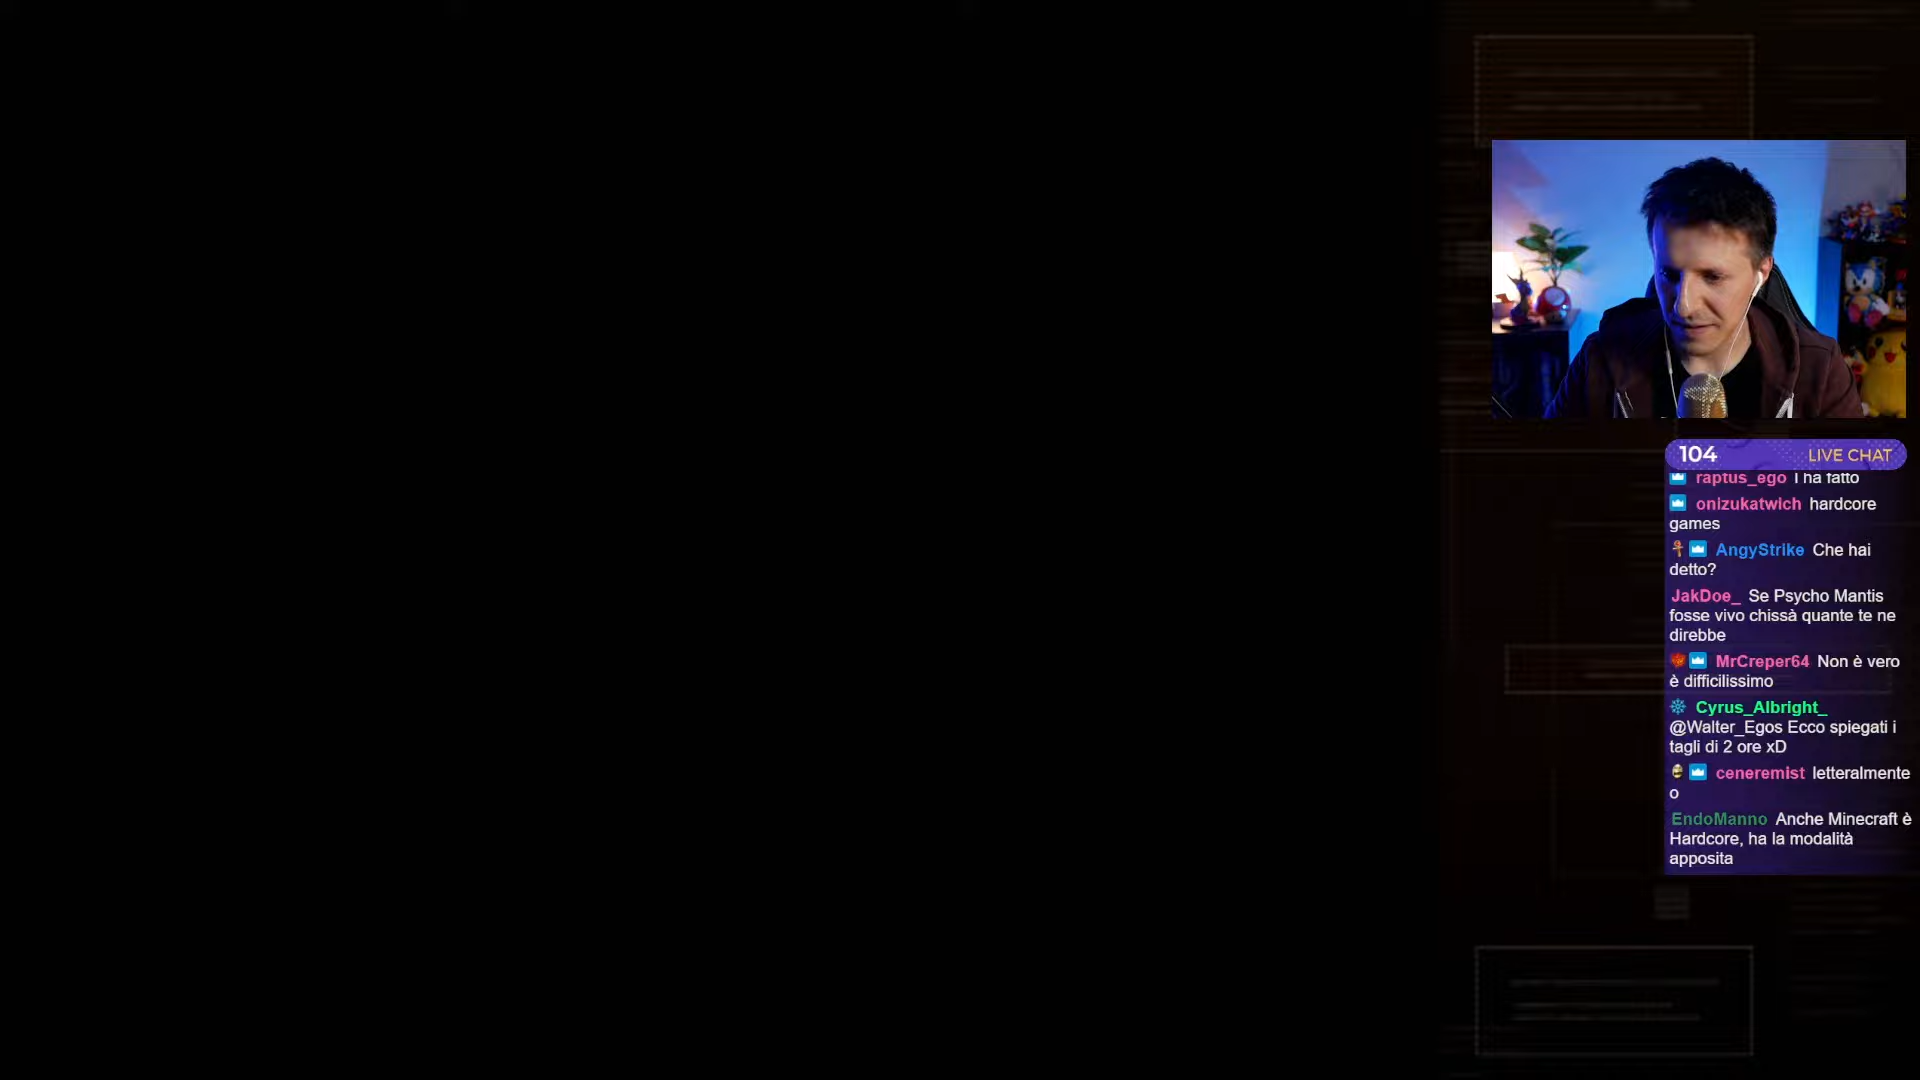 104 LIVE CHAT
raptus_ego l ha fatto
onizukatwich hardcore
games
AngyStrike Che hai
detto?
JakDoe_ Se Psycho Mantis
fosse vivo chissà quante te ne
direbbe
MrCreper64 Non è vero
è difficilissimo
Cyrus_Albright_
@Walter_Egos Ecco spiegati i
tagli di 2 ore xD
ceneremist letteralmente
o
EndoManno Anche Minecraft è
Hardcore, ha la modalità
apposita